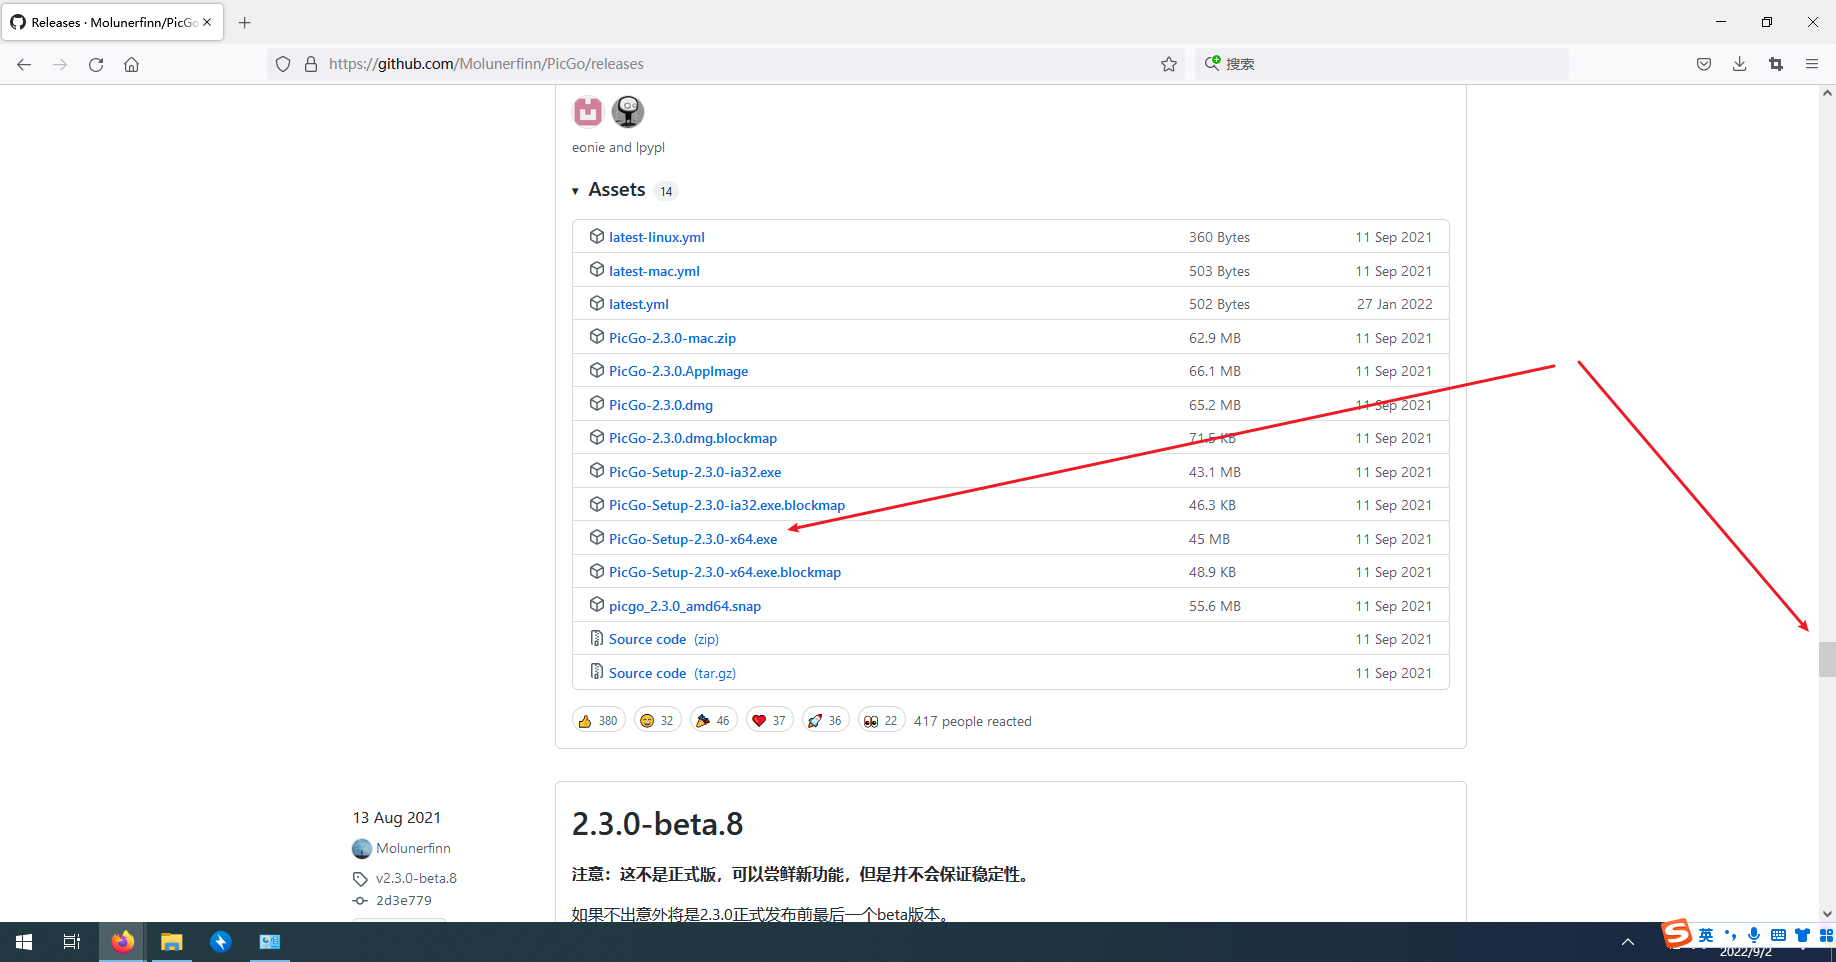 Releases · Molunerfinn/PicGo
https://github.com/Molunerfinn/PicGo/releases
搜索
eonie and lpypl
Assets 14
latest-linux.yml 360 Bytes 11 Sep 2021
latest-mac.yml 503 Bytes 11 Sep 2021
latest.yml 502 Bytes 27 Jan 2022
PicGo-2.3.0-mac.zip 62.9 MB 11 Sep 2021
PicGo-2.3.0.AppImage 66.1 MB 11 Sep 2021
PicGo-2.3.0.dmg 65.2 MB 11 Sep 2021
PicGo-2.3.0.dmg.blockmap 71.5 KB 11 Sep 2021
PicGo-Setup-2.3.0-ia32.exe 43.1 MB 11 Sep 2021
PicGo-Setup-2.3.0-ia32.exe.blockmap 46.3 KB 11 Sep 2021
PicGo-Setup-2.3.0-x64.exe 45 MB 11 Sep 2021
PicGo-Setup-2.3.0-x64.exe.blockmap 48.9 KB 11 Sep 2021
picgo_2.3.0_amd64.snap 55.6 MB 11 Sep 2021
Source code (zip) 11 Sep 2021
Source code (tar.gz) 11 Sep 2021
380 32 46 37 36 22 417 people reacted
13 Aug 2021
Molunerfinn
v2.3.0-beta.8
2d3e779
2.3.0-beta.8
注意：这不是正式版，可以尝鲜新功能，但是并不会保证稳定性。
如果不出意外将是2.3.0正式发布前最后一个beta版本。
英
2022/9/2